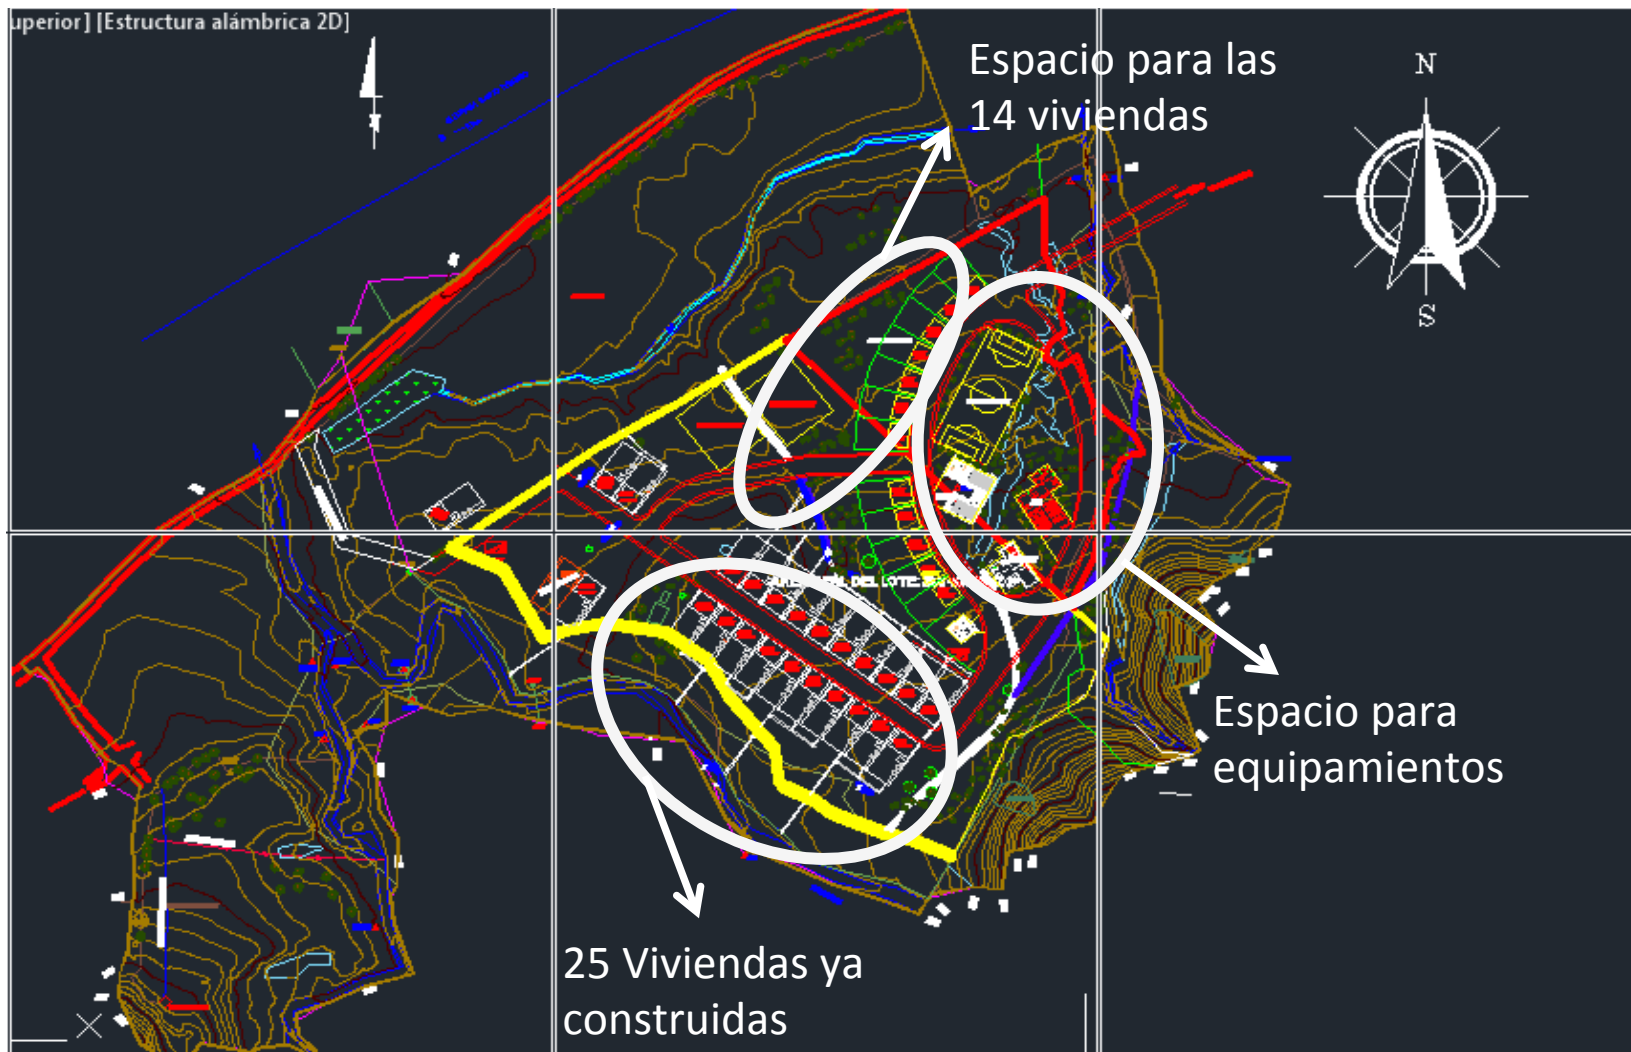 uperior] [Estructura alámbrica 2D]
Espacio para las
14 viviendas
N
S
Espacio para
equipamientos
25 Viviendas ya
construidas